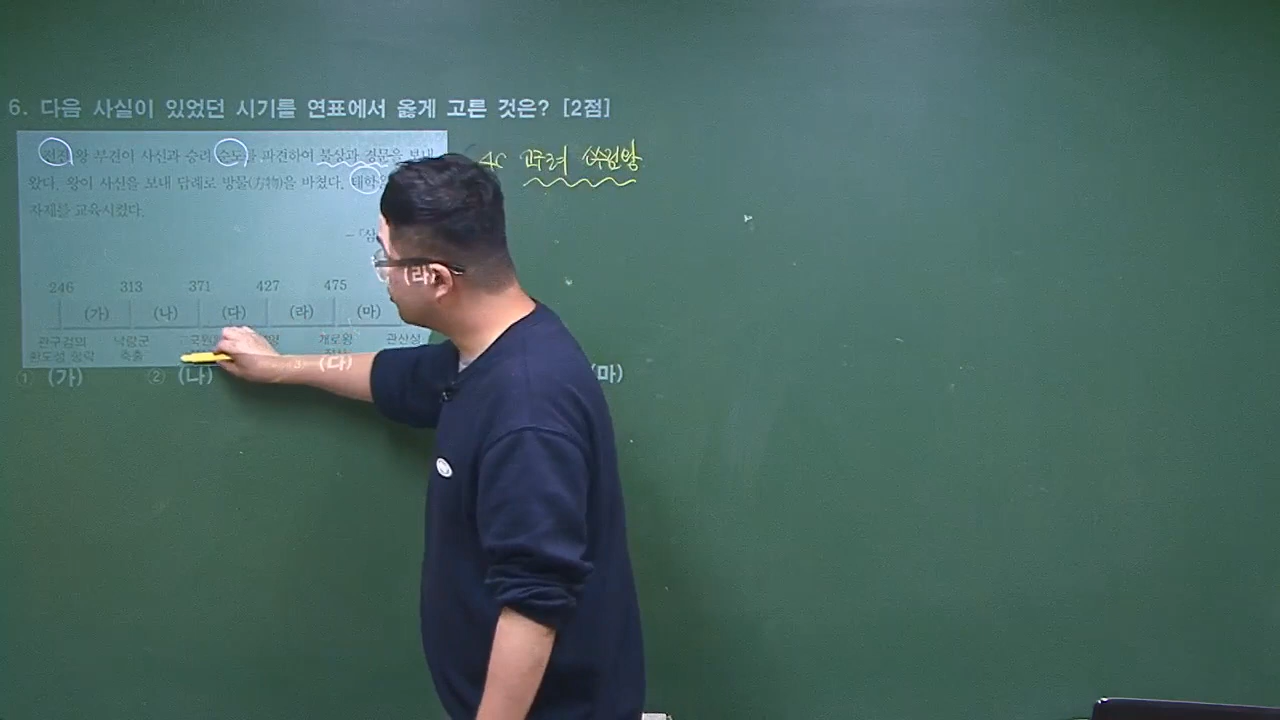 6. 다음 사실이 있었던 시기를 연표에서 옳게 고른 것은? [2점]
전진 왕 부견이 사신과 승려 순도를 파견하여 불상과 경문을 보내
왔다. 왕이 사신을 보내 답례로 방물(方物)을 바쳤다. 태학
자제를 교육시켰다.
-『삼
4C 고구려 소수림왕
246 313 371 427 475
(가) (나) (다) (라) (마)
관구검의 낙랑군 고국원 개로왕 관산성
환도성 함락 축출
① (가) ② (나) (다) (라) (마)